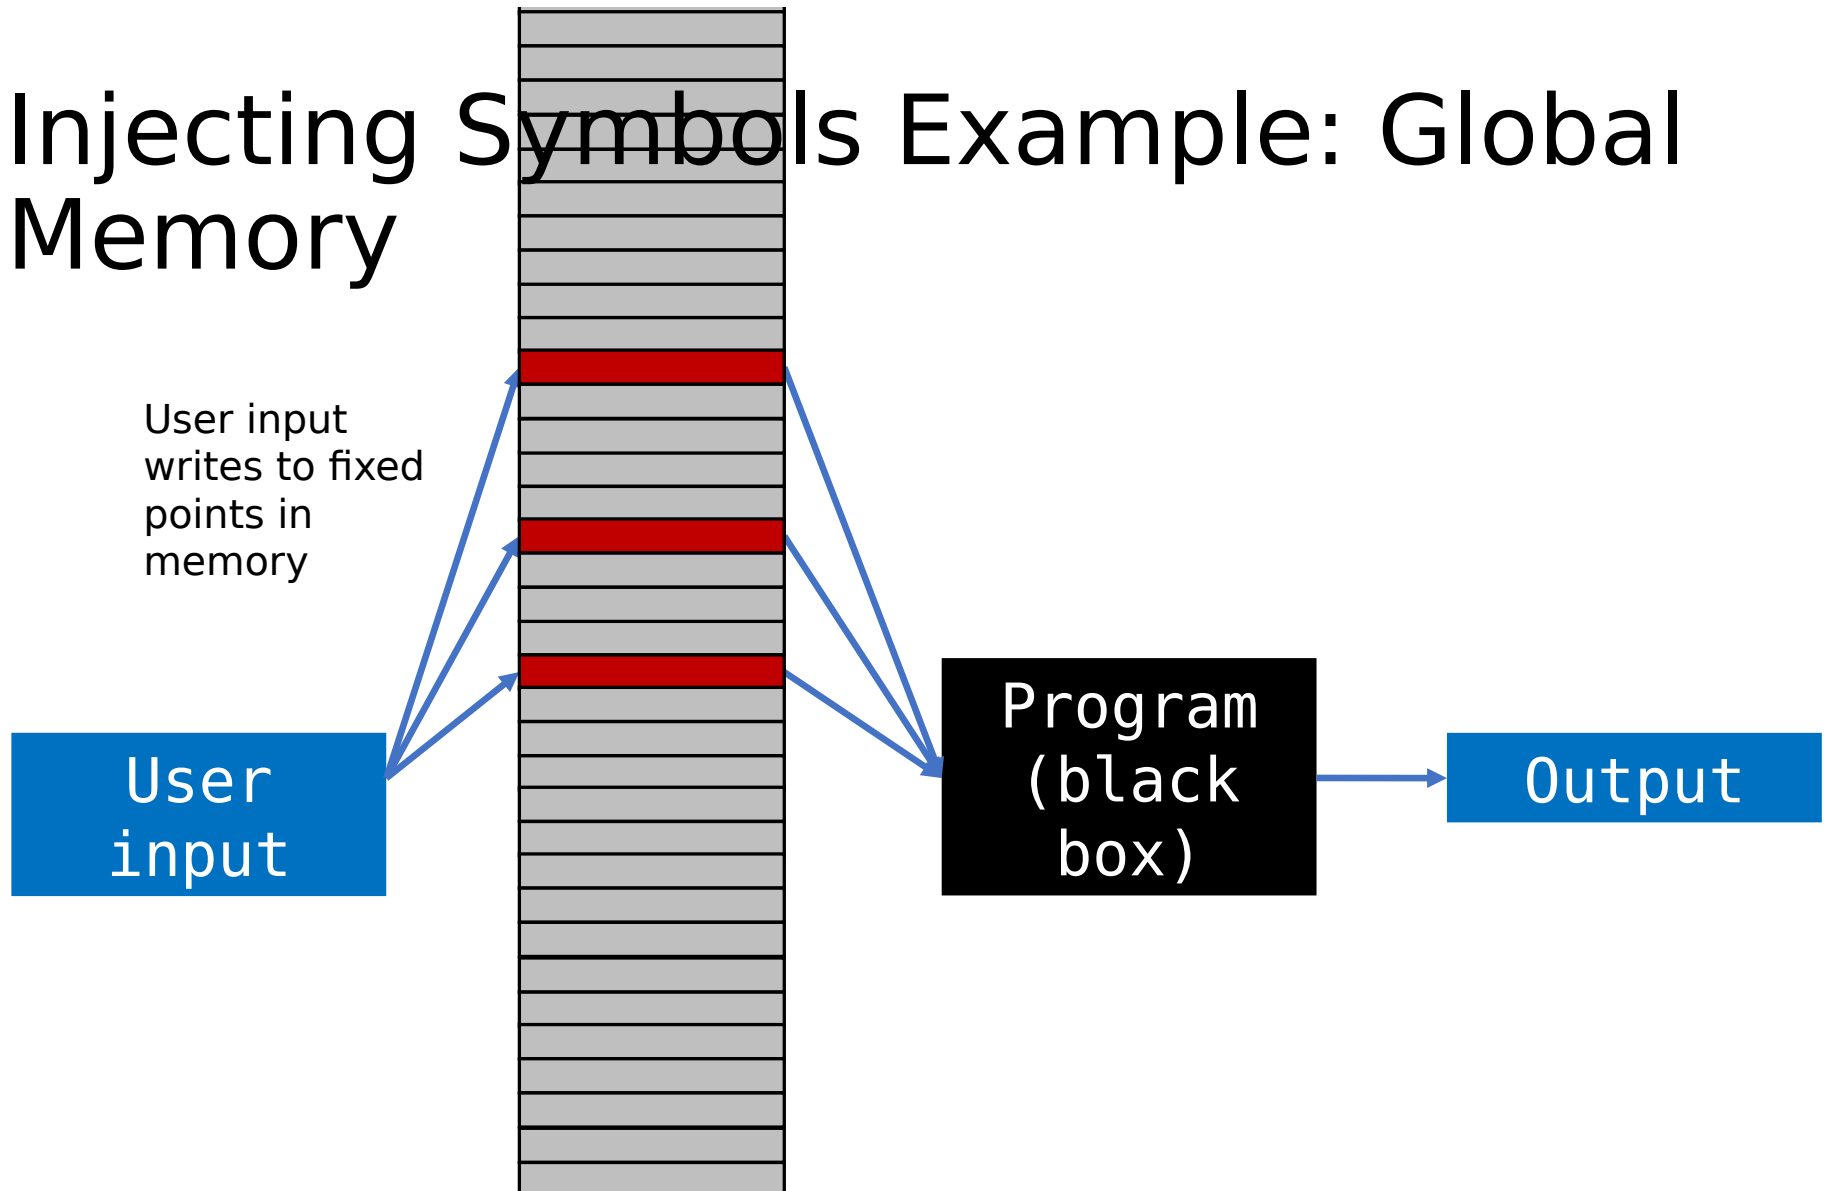 Injecting Symbols Example: Global
Memory
User input
writes to fixed
points in
memory
User
input
Program
(black
box)
Output